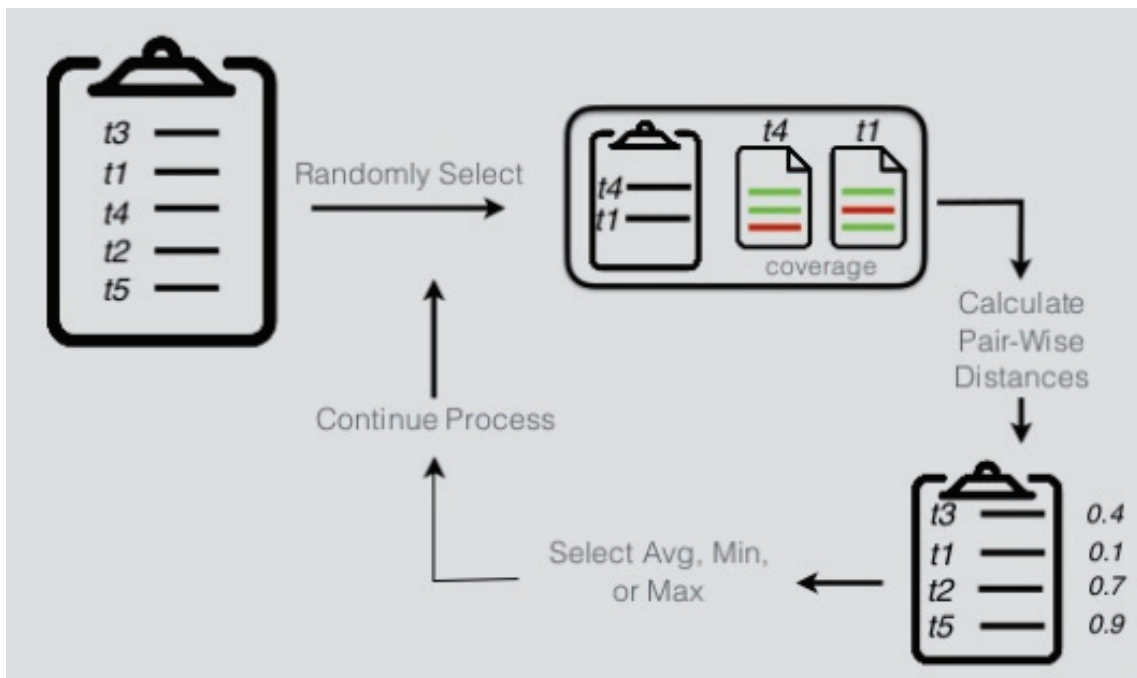 t3
t1
t4
t2
t5
Randomly Select
t4 t1
t4
t1
coverage
Calculate
Pair-Wise
Distances
t3 0.4
t1 0.1
t2 0.7
t5 0.9
Select Avg, Min,
or Max
Continue Process